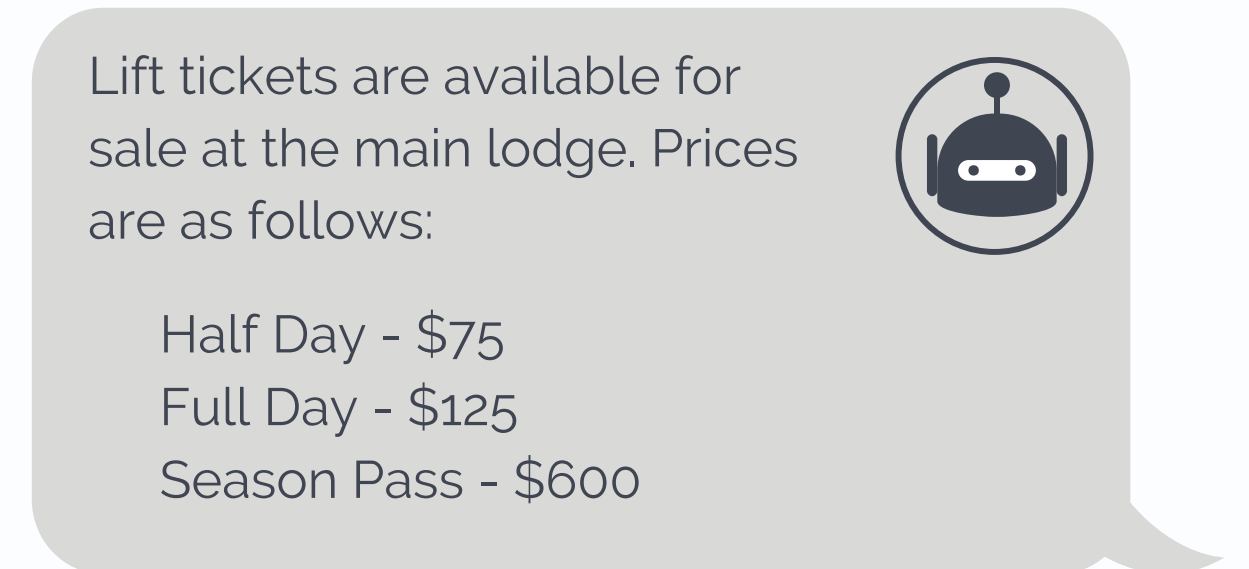 Lift tickets are available for
sale at the main lodge. Prices
are as follows:
Half Day - $75
Full Day - $125
Season Pass - $600